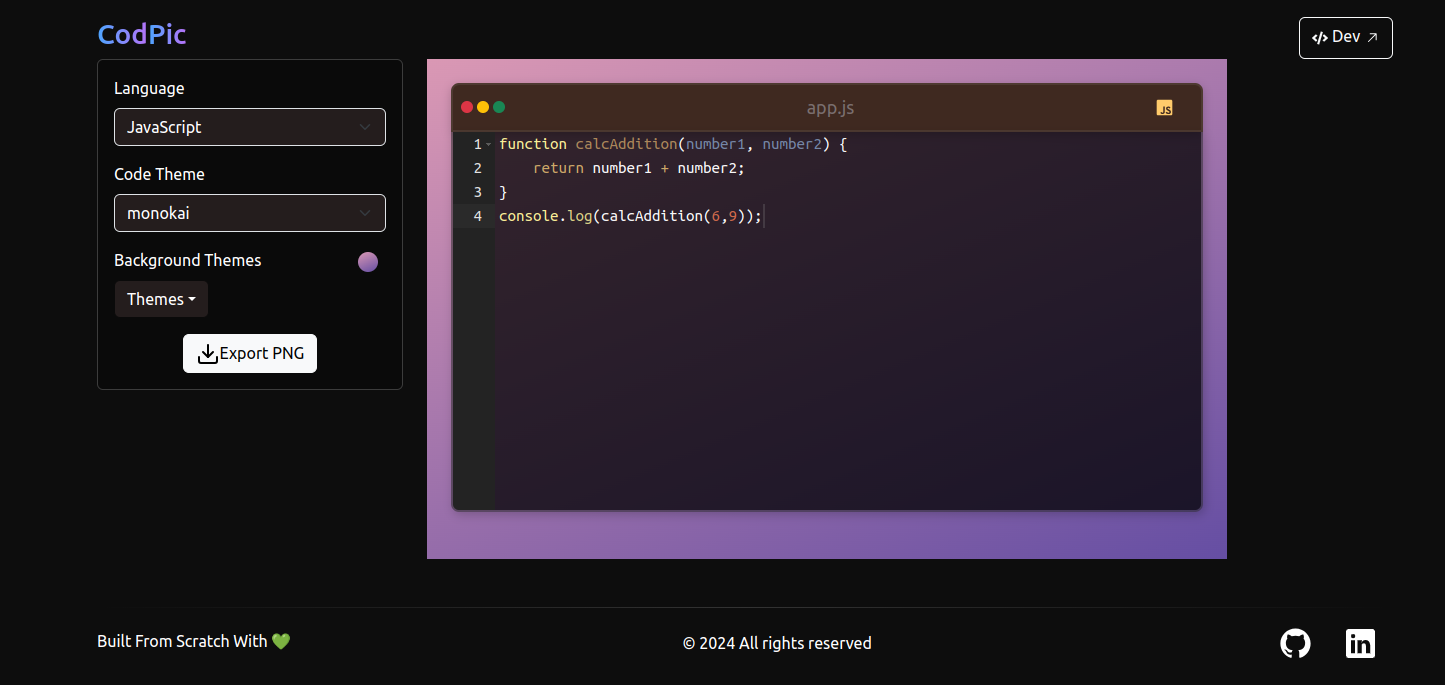 CodPic
Dev
Language
JavaScript
Code Theme
monokai
Background Themes
Themes
Export PNG
app.js
JS
1 function calcAddition(number1, number2) {
2     return number1 + number2;
3 }
4 console.log(calcAddition(6,9));
Built From Scratch With 💚
© 2024 All rights reserved
in